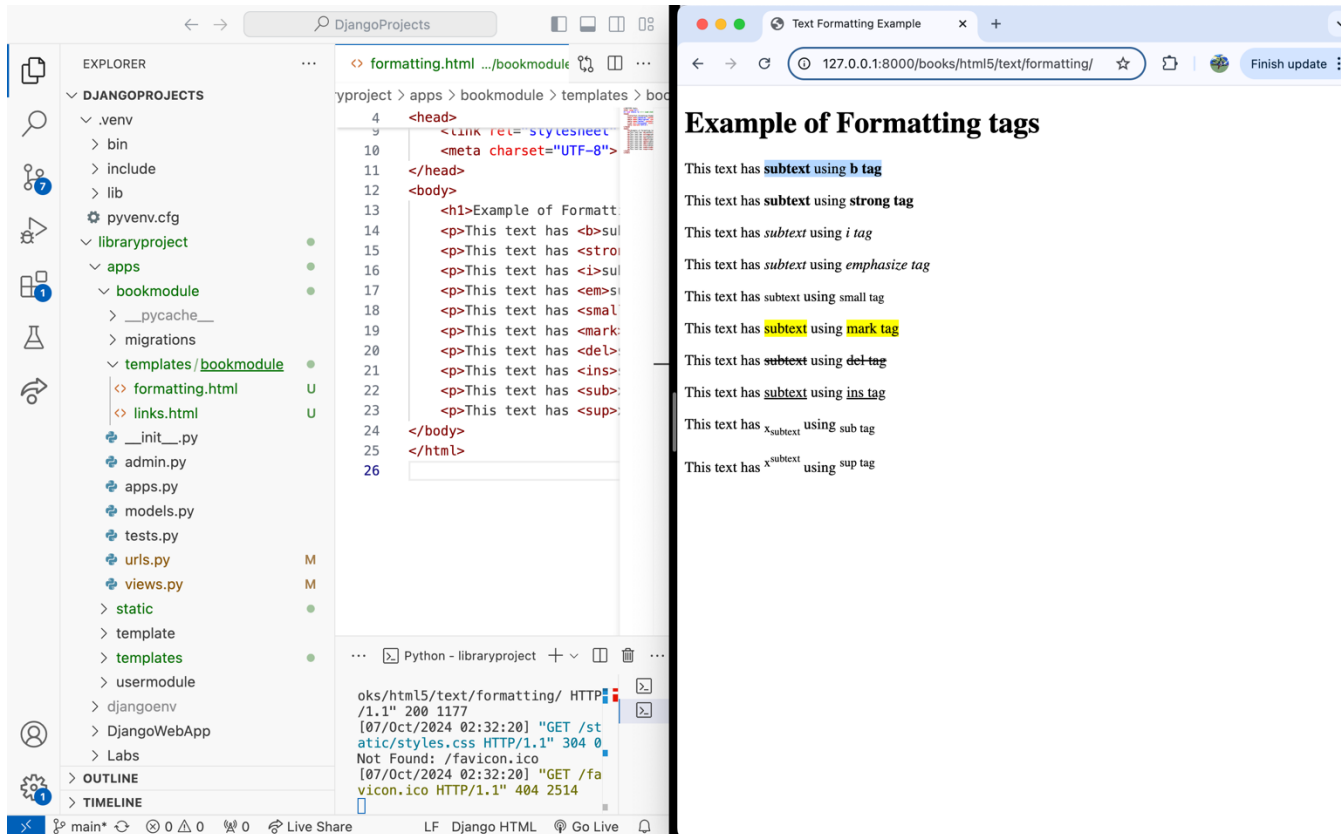 DjangoProjects
EXPLORER
DJANGOPROJECTS
.venv
bin
include
lib
pyvenv.cfg
libraryproject
apps
bookmodule
__pycache__
migrations
templates/bookmodule
formatting.html U
links.html U
__init__.py
admin.py
apps.py
models.py
tests.py
urls.py M
views.py M
static
template
templates
usermodule
djangoenv
DjangoWebApp
Labs
OUTLINE
TIMELINE
7
1
1
formatting.html .../bookmodule
yproject > apps > bookmodule > templates > boo
4 <head>
9 <link rel="stylesheet
10 <meta charset="UTF-8">
11 </head>
12 <body>
13 <h1>Example of Formatt
14 <p>This text has <b>su
15 <p>This text has <stro
16 <p>This text has <i>su
17 <p>This text has <em>s
18 <p>This text has <smal
19 <p>This text has <mark
20 <p>This text has <del>
21 <p>This text has <ins>
22 <p>This text has <sub>
23 <p>This text has <sup>
24 </body>
25 </html>
26
Python - libraryproject
oks/html5/text/formatting/ HTTP
/1.1" 200 1177
[07/Oct/2024 02:32:20] "GET /st
atic/styles.css HTTP/1.1" 304 0
Not Found: /favicon.ico
[07/Oct/2024 02:32:20] "GET /fa
vicon.ico HTTP/1.1" 404 2514
main* 0 0 0 Live Share LF Django HTML Go Live
Text Formatting Example
127.0.0.1:8000/books/html5/text/formatting/
Finish update
Example of Formatting tags
This text has subtext using b tag
This text has subtext using strong tag
This text has subtext using i tag
This text has subtext using emphasize tag
This text has subtext using small tag
This text has subtext using mark tag
This text has subtext using del tag
This text has subtext using ins tag
This text has xsubtext using sub tag
This text has xsubtext using sup tag